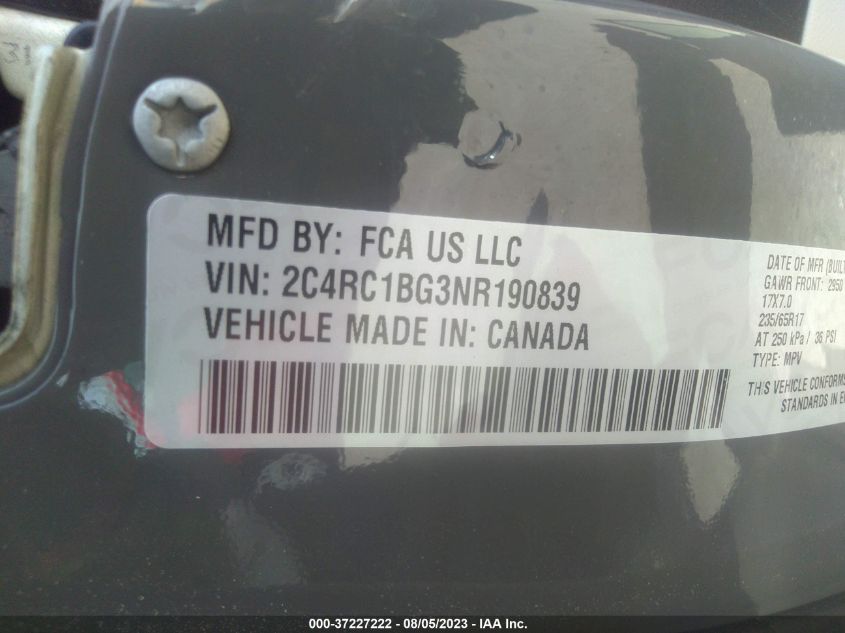 MFD BY: FCA US LLC
VIN: 2C4RC1BG3NR190839
VEHICLE MADE IN: CANADA
DATE OF MFR (BUILT
GAWR FRONT: 2950
17X7.0
235/65R17
AT 250 kPa / 36 PSI
TYPE: MPV
THIS VEHICLE CONFORMS
STANDARDS IN
000-37227222 - 08/05/2023 - IAA Inc.